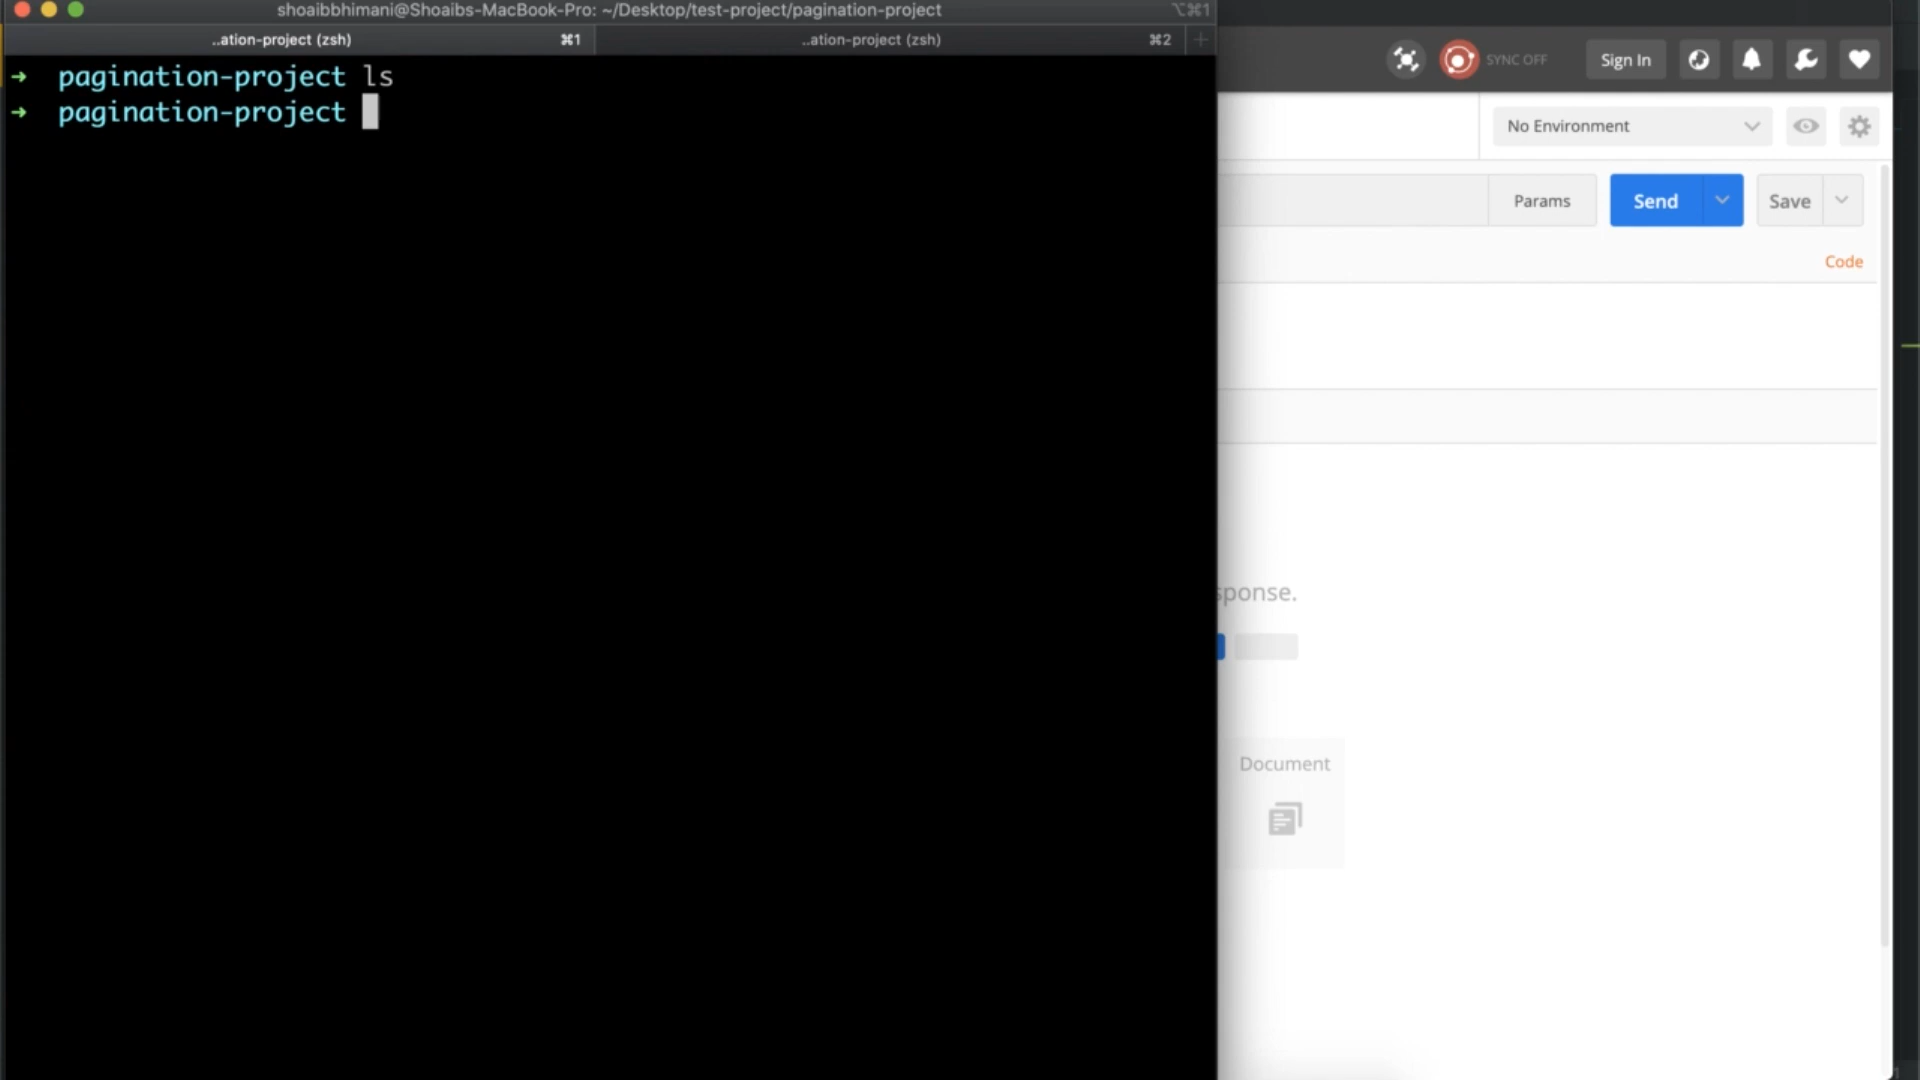 shoaibbhimani@Shoaibs-MacBook-Pro: ~/Desktop/test-project/pagination-project
⌥⌘1
..ation-project (zsh)
⌘1
..ation-project (zsh)
⌘2
+
➜ pagination-project ls
➜ pagination-project
SYNC OFF
Sign In
No Environment
Params
Send
Save
Code
sponse.
Document